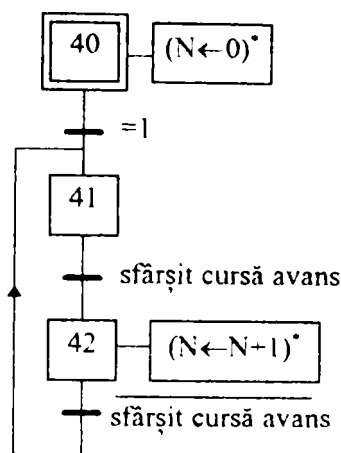 40 (N←0)*
=1
41
sfârșit cursă avans
42 (N←N+1)*
sfârșit cursă avans